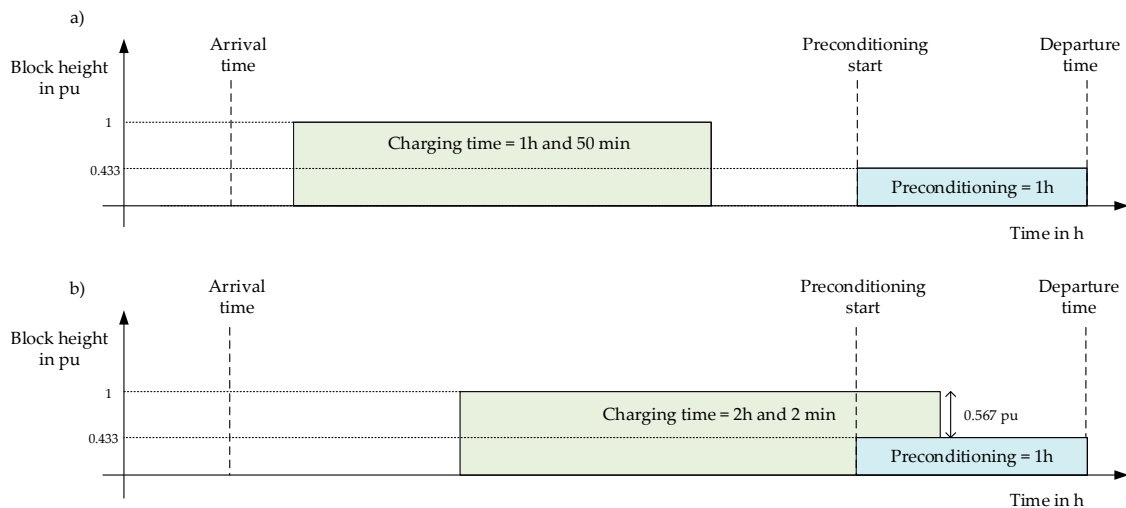 a)
Arrival
time
Preconditioning
start
Departure
time
Block height
in pu
1
Charging time = 1h and 50 min
0.433
Preconditioning = 1h
Time in h
b)
Arrival
time
Preconditioning
start
Departure
time
Block height
in pu
1
Charging time = 2h and 2 min
0.567 pu
0.433
Preconditioning = 1h
Time in h